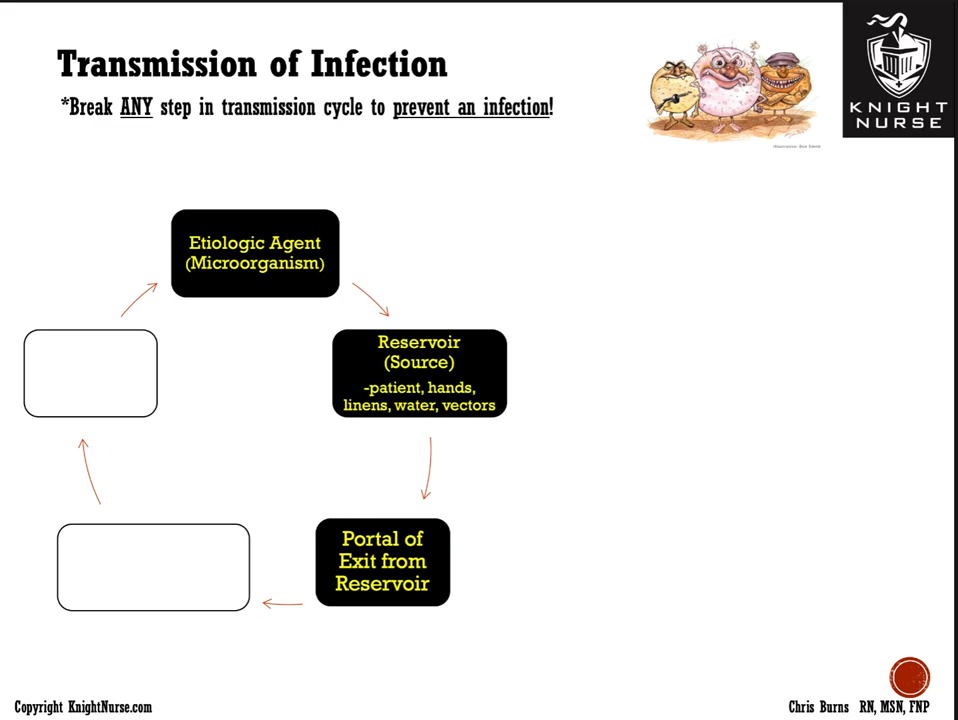 Transmission of Infection
*Break ANY step in transmission cycle to prevent an infection!
KNIGHT
NURSE
Etiologic Agent
(Microorganism)
Reservoir
(Source)
-patient, hands,
linens, water, vectors
Portal of
Exit from
Reservoir
Copyright KnightNurse.com
Chris Burns RN, MSN, FNP